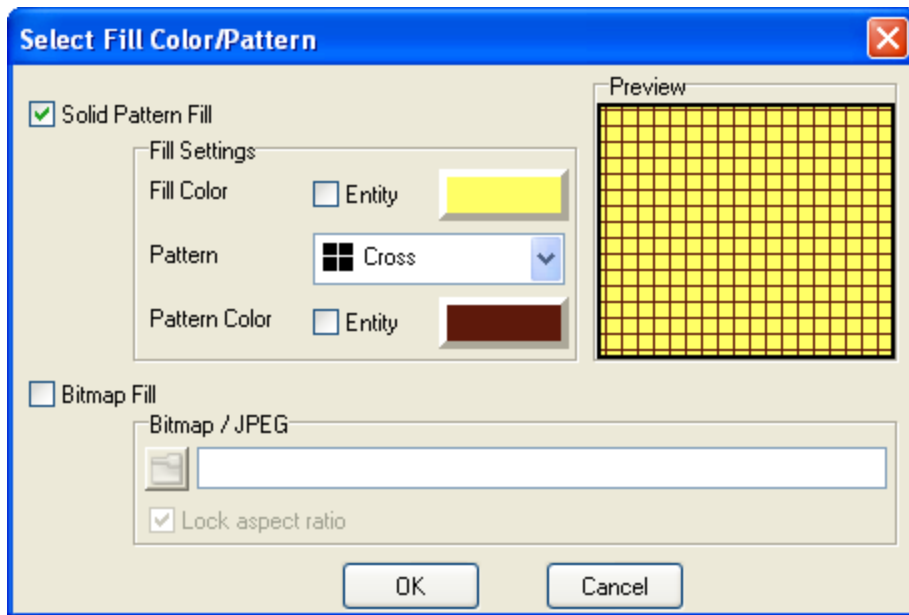 Select Fill Color/Pattern
Preview
Solid Pattern Fill
Fill Settings
Fill Color Entity
Pattern Cross
Pattern Color Entity
Bitmap Fill
Bitmap / JPEG
Lock aspect ratio
OK Cancel